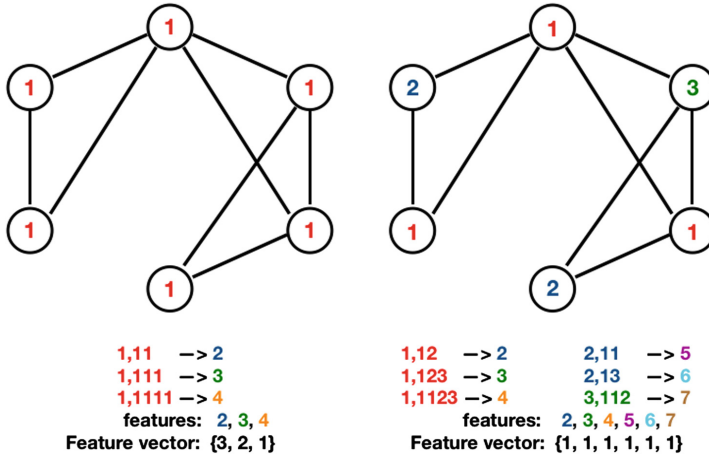 1
1
1
1
1
1
1,11 —> 2
1,111 —> 3
1,1111 —> 4
features: 2, 3, 4
Feature vector: {3, 2, 1}
1
2
3
1
1
2
1,12 —> 2
1,123 —> 3
1,1123 —> 4
2,11 —> 5
2,13 —> 6
3,112 —> 7
features: 2, 3, 4, 5, 6, 7
Feature vector: {1, 1, 1, 1, 1, 1}